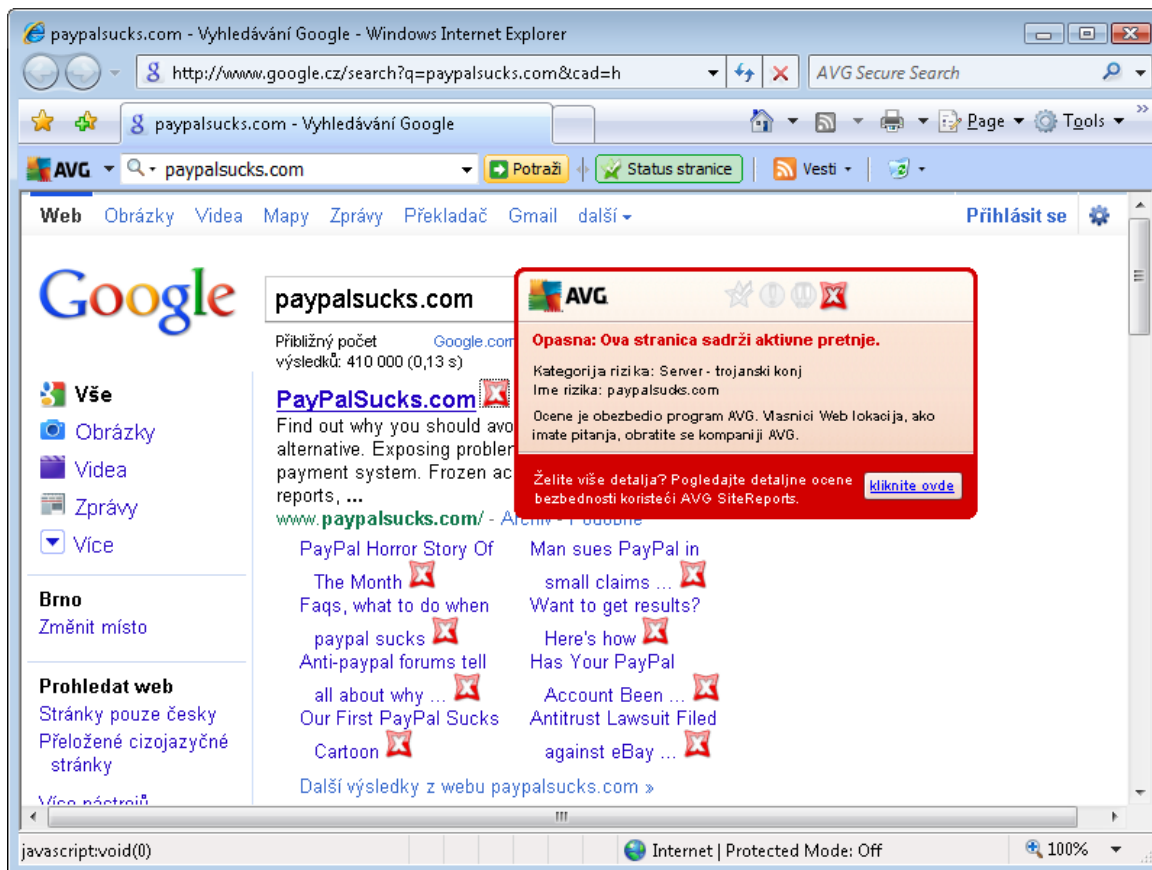 paypalsucks.com - Vyhledávání Google - Windows Internet Explorer
http://www.google.cz/search?q=paypalsucks.com&cad=h
AVG Secure Search
paypalsucks.com - Vyhledávání Google
Page
Tools
AVG
paypalsucks.com
Potraži
Status stranice
Vesti
Web Obrázky Videa Mapy Zprávy Překladač Gmail další
Přihlásit se
Google
paypalsucks.com
Přibližný počet
výsledků: 410 000 (0,13 s)
Google.com
Vše
Obrázky
Videa
Zprávy
Více
Brno
Změnit místo
Prohledat web
Stránky pouze česky
Přeložené cizojazyčné
stránky
Více nástrojů
PayPalSucks.com
Find out why you should avo
alternative. Exposing probler
payment system. Frozen ac
reports, ...
www.paypalsucks.com/ - Archiv - Podobné
PayPal Horror Story Of
The Month
Faqs, what to do when
paypal sucks
Anti-paypal forums tell
all about why ...
Our First PayPal Sucks
Cartoon
Man sues PayPal in
small claims ...
Want to get results?
Here's how
Has Your PayPal
Account Been ...
Antitrust Lawsuit Filed
against eBay ...
Další výsledky z webu paypalsucks.com »
AVG
Opasna: Ova stranica sadrži aktivne pretnje.
Kategorija rizika: Server - trojanski konj
Ime rizika: paypalsucks.com
Ocene je obezbedio program AVG. Vlasnici Web lokacija, ako
imate pitanja, obratite se kompaniji AVG.
Želite više detalja? Pogledajte detaljne ocene
bezbednosti koristeći AVG SiteReports.
kliknite ovde
javascript:void(0)
Internet | Protected Mode: Off
100%